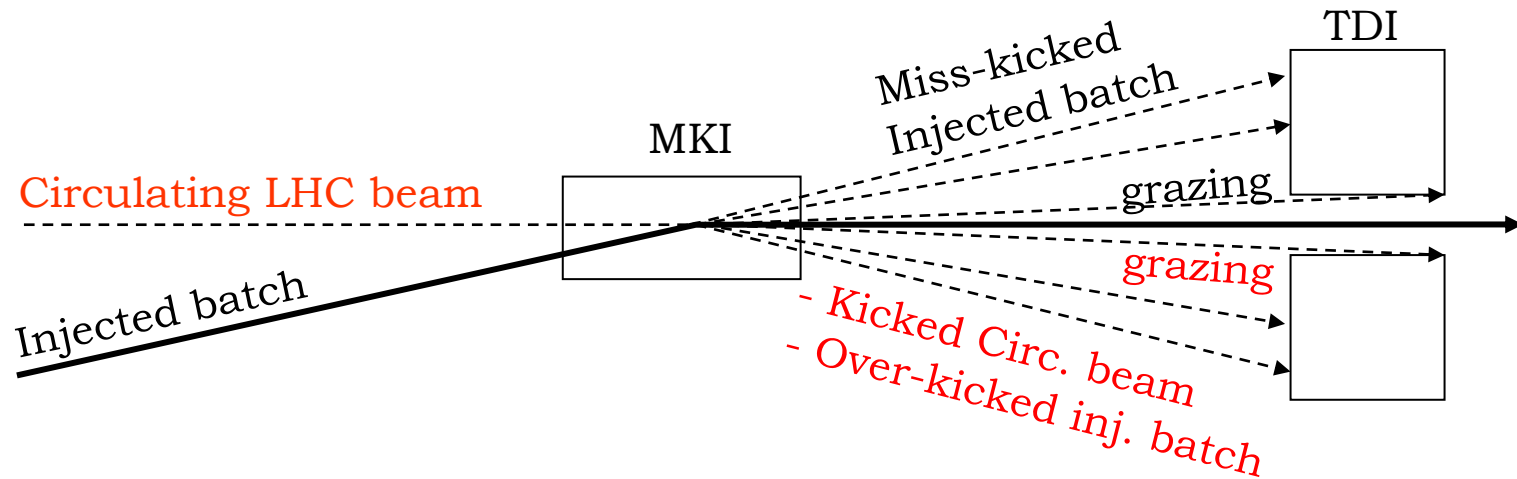 TDI
Miss-kicked
Injected batch
MKI
Circulating LHC beam
grazing
grazing
Injected batch
- Kicked Circ. beam
- Over-kicked inj. batch